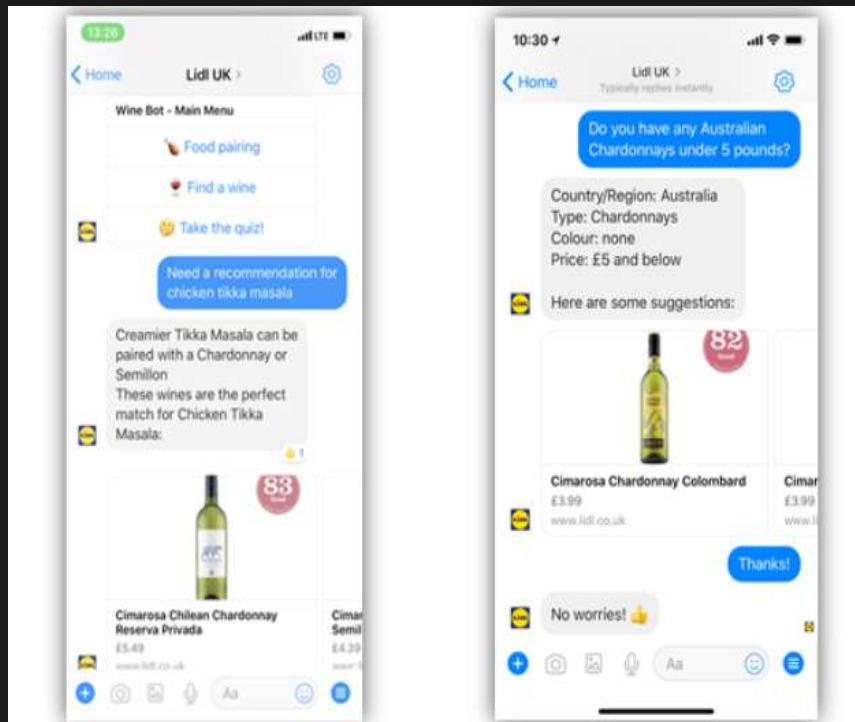 13:26
LTE
Home
Lidl UK >
Wine Bot - Main Menu
Food pairing
Find a wine
Take the quiz!
Need a recommendation for
chicken tikka masala
Creamier Tikka Masala can be
paired with a Chardonnay or
Semillon
These wines are the perfect
match for Chicken Tikka
Masala:
1
83
Cimarosa Chilean Chardonnay
Reserva Privada
£5.49
www.lidl.co.uk
Cimar
Semil
£4.39
Aa
10:30
Home
Lidl UK >
Typically replies instantly
Do you have any Australian
Chardonnays under 5 pounds?
Country/Region: Australia
Type: Chardonnays
Colour: none
Price: £5 and below
Here are some suggestions:
82
Good
Cimarosa Chardonnay Colombard
£3.99
www.lidl.co.uk
Cimar
£3.99
www.l
Thanks!
No worries! 👍
Aa